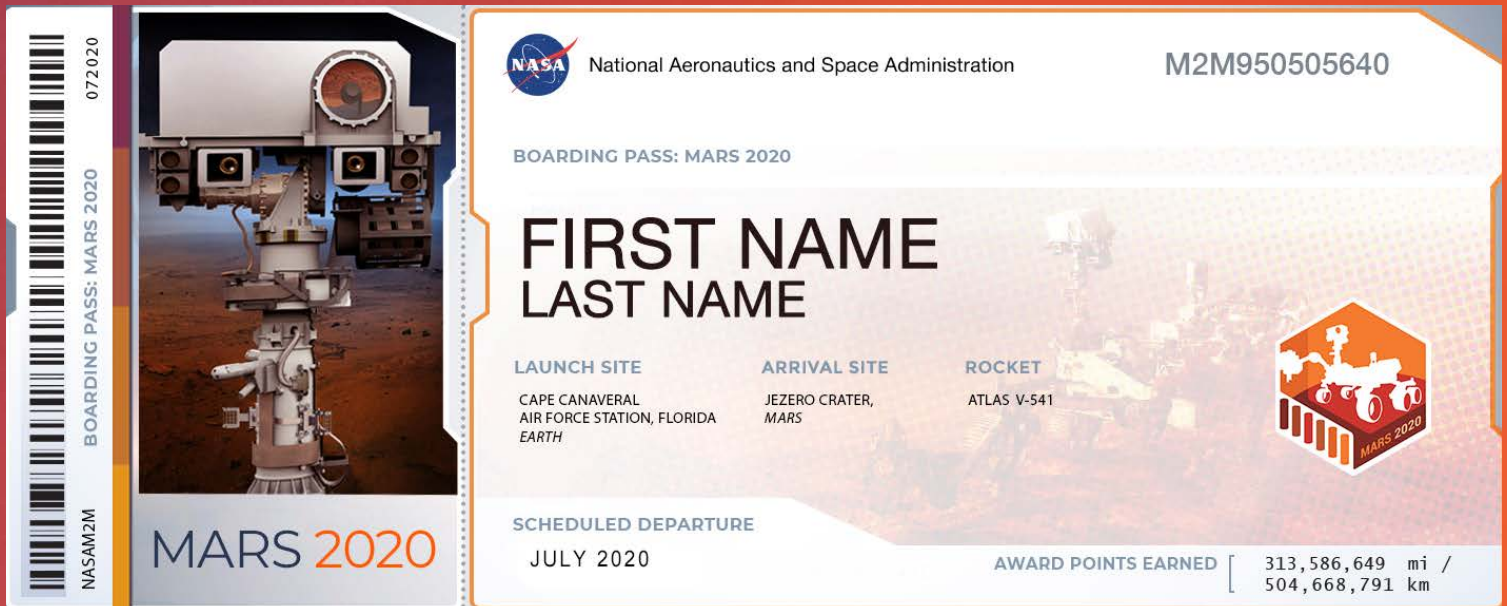 072020
BOARDING PASS: MARS 2020
NASAM2M
MARS 2020
NASA
National Aeronautics and Space Administration
M2M950505640
BOARDING PASS: MARS 2020
FIRST NAME
LAST NAME
LAUNCH SITE
CAPE CANAVERAL
AIR FORCE STATION, FLORIDA
EARTH
ARRIVAL SITE
JEZERO CRATER,
MARS
ROCKET
ATLAS V-541
MARS 2020
SCHEDULED DEPARTURE
JULY 2020
AWARD POINTS EARNED
313,586,649 mi /
504,668,791 km